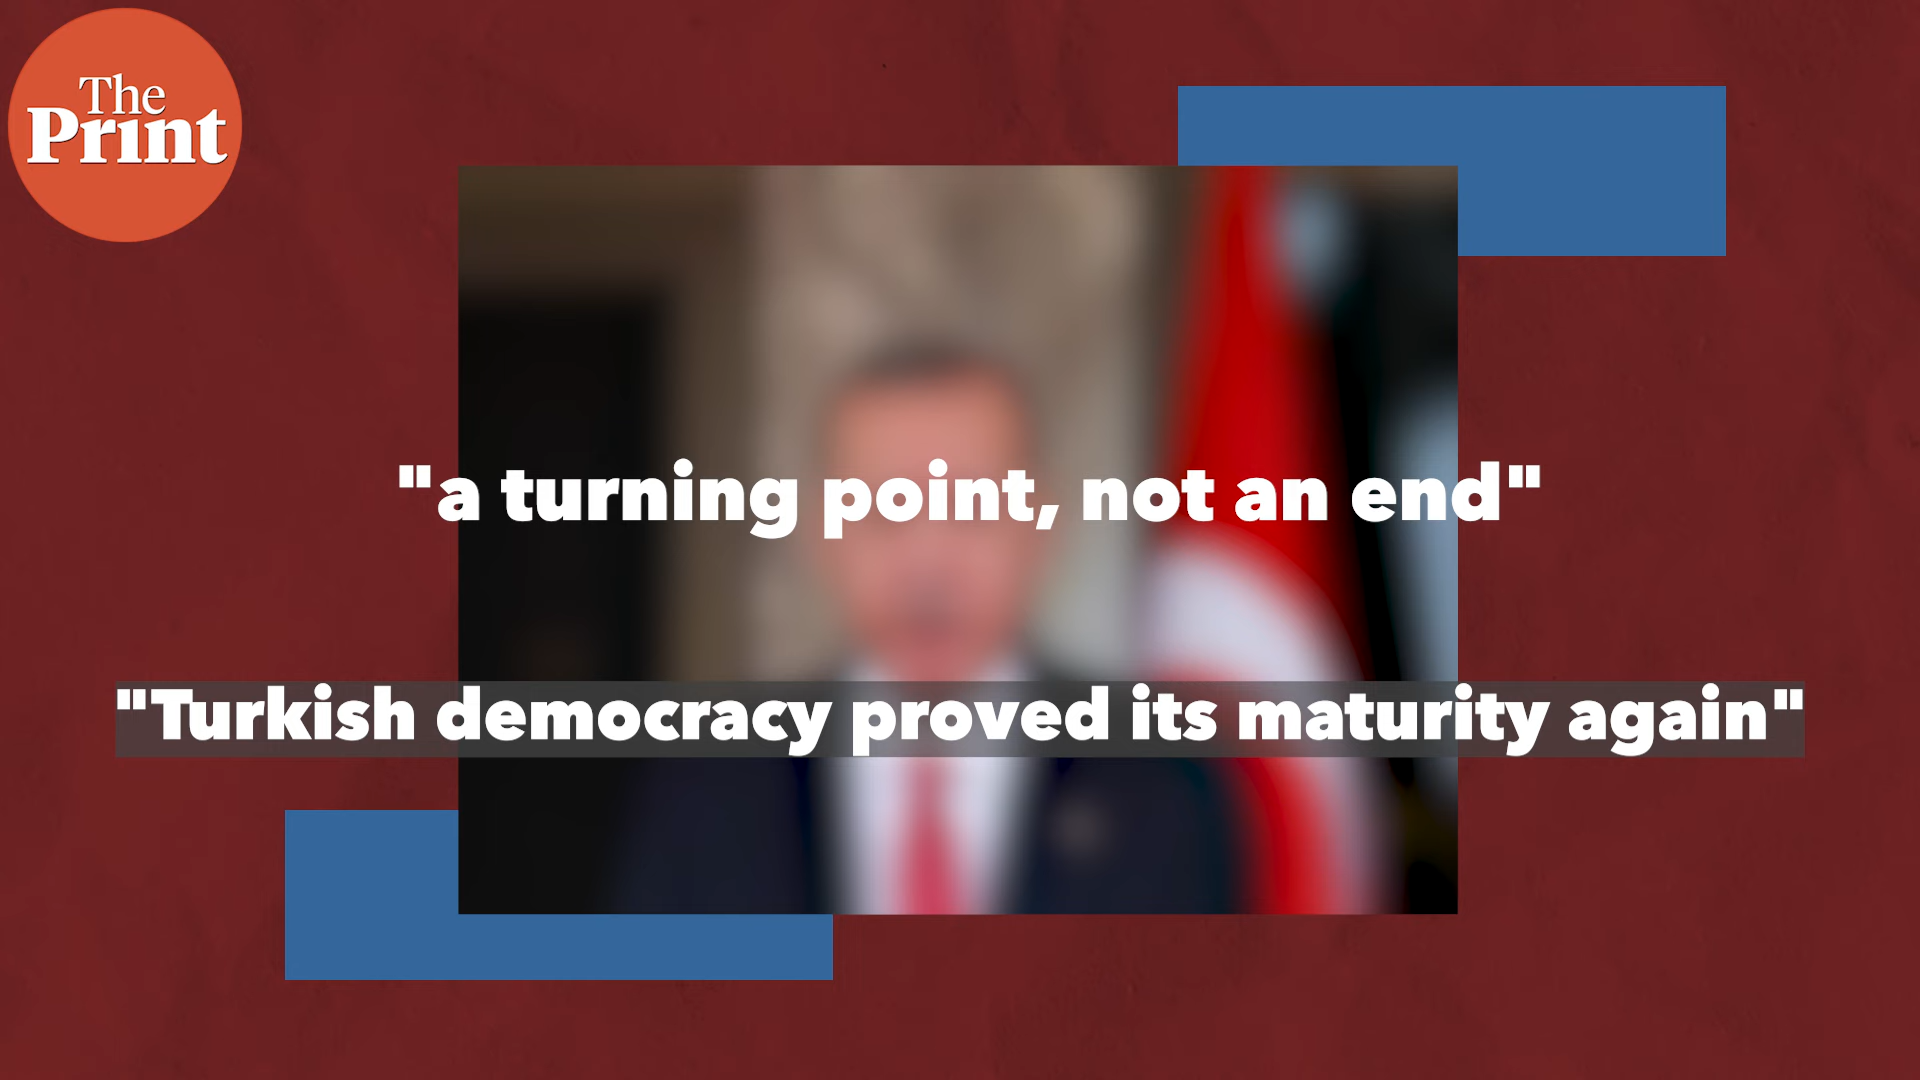 The
Print
"a turning point, not an end"
"Turkish democracy proved its maturity again"